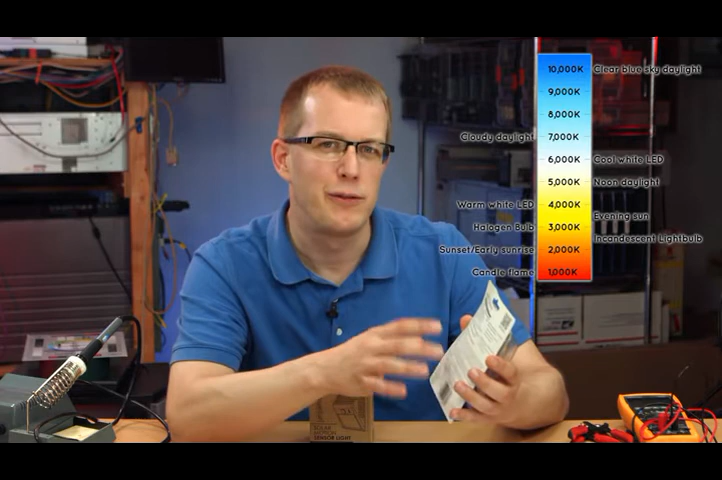 10,000K Clear blue sky daylight
9,000K
8,000K
Cloudy daylight 7,000K
6,000K Cool white LED
5,000K Noon daylight
Warm white LED 4,000K
Evening sun
Halogen Bulb 3,000K
Incandescent Lightbulb
Sunset/Early sunrise 2,000K
Candle flame 1,000K
SOLAR
MOTION
SENSOR LIGHT